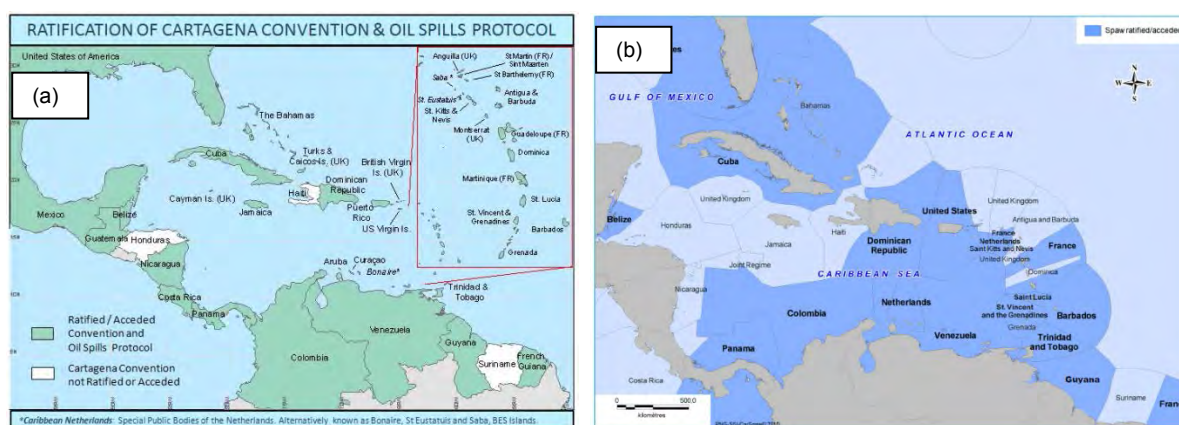 RATIFICATION OF CARTAGENA CONVENTION & OIL SPILLS PROTOCOL
(a)
United States of America
The Bahamas
Turks &
Caicos Is. (UK)
Cuba
Cayman Is. (UK)
Jamaica
Haiti
Dominican
Republic
Puerto
Rico
British Virgin
Is. (UK)
US Virgin Is.
Mexico
Belize
Guatemala
Honduras
Nicaragua
Costa Rica
Panama
Aruba
Curaçao
Bonaire*
Trinidad &
Tobago
Colombia
Venezuela
Guyana
Suriname
French
Guiana
Anguilla (UK)
St Martin (FR) /
Sint Maarten
Saba *
St Barthelemy (FR)
St. Eustatuis*
Antigua &
Barbuda
St. Kitts &
Nevis
Montserrat
(UK)
Guadeloupe (FR)
Dominica
Martinique (FR)
St. Lucia
St. Vincent &
Grenadines
Barbados
Grenada
Ratified / Acceded
Convention and
Oil Spills Protocol
Cartagena Convention
not Ratified or Acceded
*Caribbean Netherlands: Special Public Bodies of the Netherlands. Alternatively known as Bonaire, St Eustatuis and Saba, BES Islands.
(b)
Spaw ratified/acceded
N
W E
S
GULF OF MEXICO
Bahamas
ATLANTIC OCEAN
Cuba
Belize
Honduras
United Kingdom
Jamaica
Haiti
Joint Regime
Nicaragua
Dominican
Republic
United States
United Kingdom
Antigua and Barbuda
France
Netherlands
Saint Kitts and Nevis
United Kingdom
France
Dominica
CARIBBEAN SEA
Saint Lucia
St. Vincent
and the Grenadines
Barbados
Grenada
Trinidad
and Tobago
Colombia
Netherlands
Venezuela
Panama
Costa Rica
Guyana
Suriname
0 500,0
kilomètres